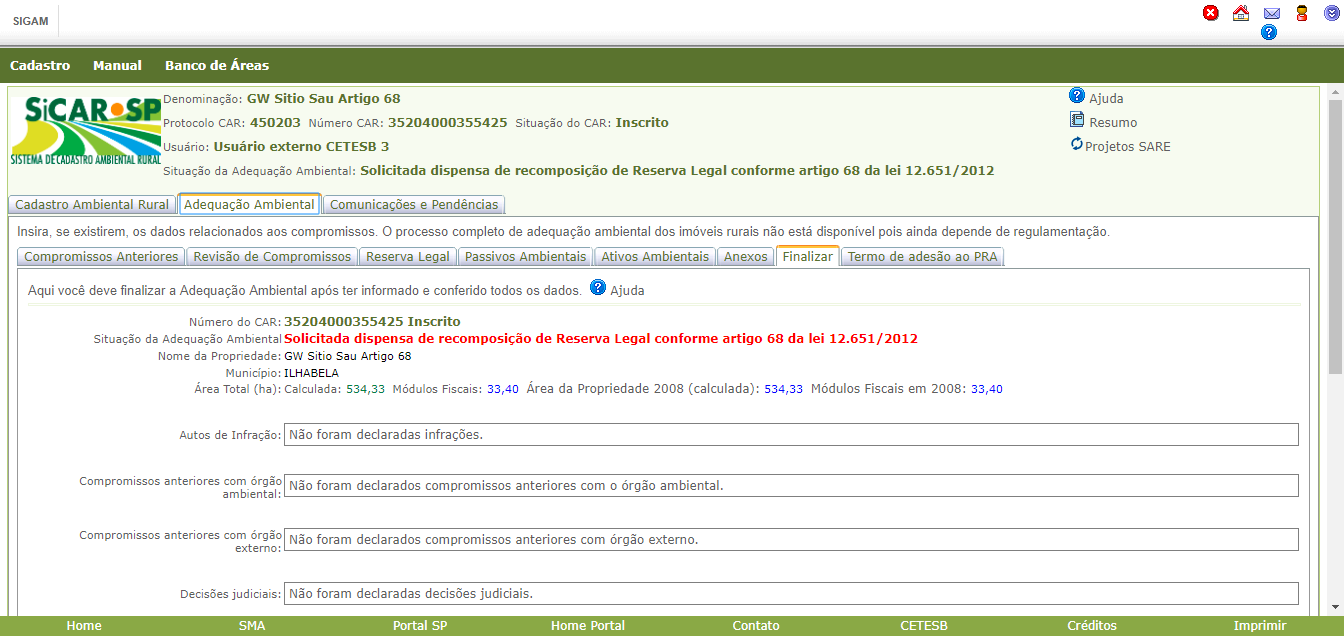 SIGAM
Cadastro Manual Banco de Áreas
SiCAR.SP
SISTEMA DE CADASTRO AMBIENTAL RURAL
Denominação: GW Sitio Sau Artigo 68
Protocolo CAR: 450203 Número CAR: 35204000355425 Situação do CAR: Inscrito
Usuário: Usuário externo CETESB 3
Situação da Adequação Ambiental: Solicitada dispensa de recomposição de Reserva Legal conforme artigo 68 da lei 12.651/2012
Ajuda
Resumo
Projetos SARE
Cadastro Ambiental Rural Adequação Ambiental Comunicações e Pendências
Insira, se existirem, os dados relacionados aos compromissos. O processo completo de adequação ambiental dos imóveis rurais não está disponível pois ainda depende de regulamentação.
Compromissos Anteriores Revisão de Compromissos Reserva Legal Passivos Ambientais Ativos Ambientais Anexos Finalizar Termo de adesão ao PRA
Aqui você deve finalizar a Adequação Ambiental após ter informado e conferido todos os dados. ? Ajuda
Número do CAR: 35204000355425 Inscrito
Situação da Adequação Ambiental Solicitada dispensa de recomposição de Reserva Legal conforme artigo 68 da lei 12.651/2012
Nome da Propriedade: GW Sitio Sau Artigo 68
Município: ILHABELA
Área Total (ha): Calculada: 534,33 Módulos Fiscais: 33,40 Área da Propriedade 2008 (calculada): 534,33 Módulos Fiscais em 2008: 33,40
Autos de Infração: Não foram declaradas infrações.
Compromissos anteriores com órgão
ambiental: Não foram declarados compromissos anteriores com o órgão ambiental.
Compromissos anteriores com órgão
externo: Não foram declarados compromissos anteriores com órgão externo.
Decisões judiciais: Não foram declaradas decisões judiciais.
Home SMA Portal SP Home Portal Contato CETESB Créditos Imprimir